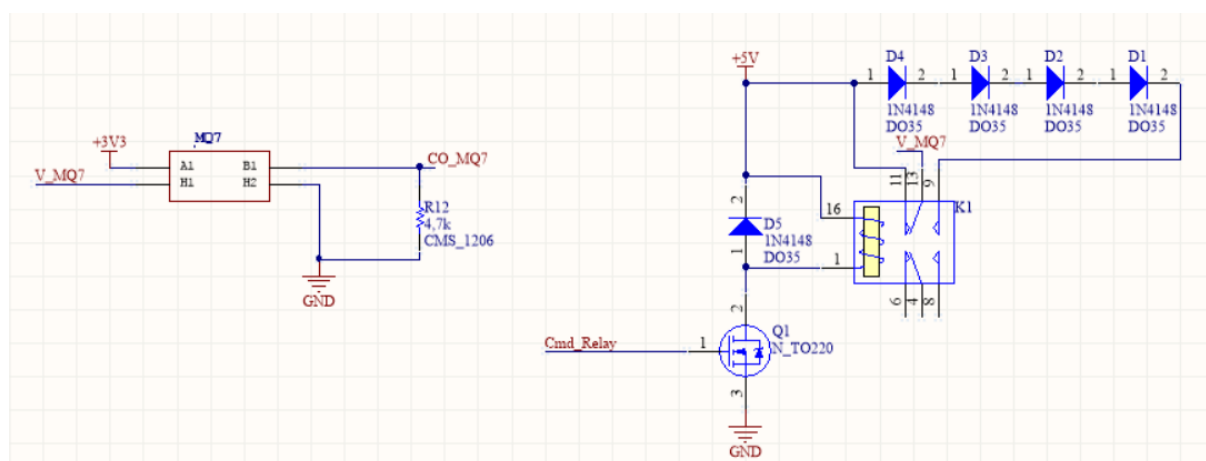 MQ7
+3V3
A1
B1
CO_MQ7
V_MQ7
H1
H2
R12
4,7k
CMS_1206
GND
+5V
D4
D3
D2
D1
1
2
1
2
1
2
1
2
1N4148
1N4148
1N4148
1N4148
DO35
DO35
DO35
DO35
V_MQ7
11
13
9
K1
2
16
D5
1N4148
DO35
1
1
6
4
8
2
Q1
Cmd_Relay
1
N_TO220
3
GND